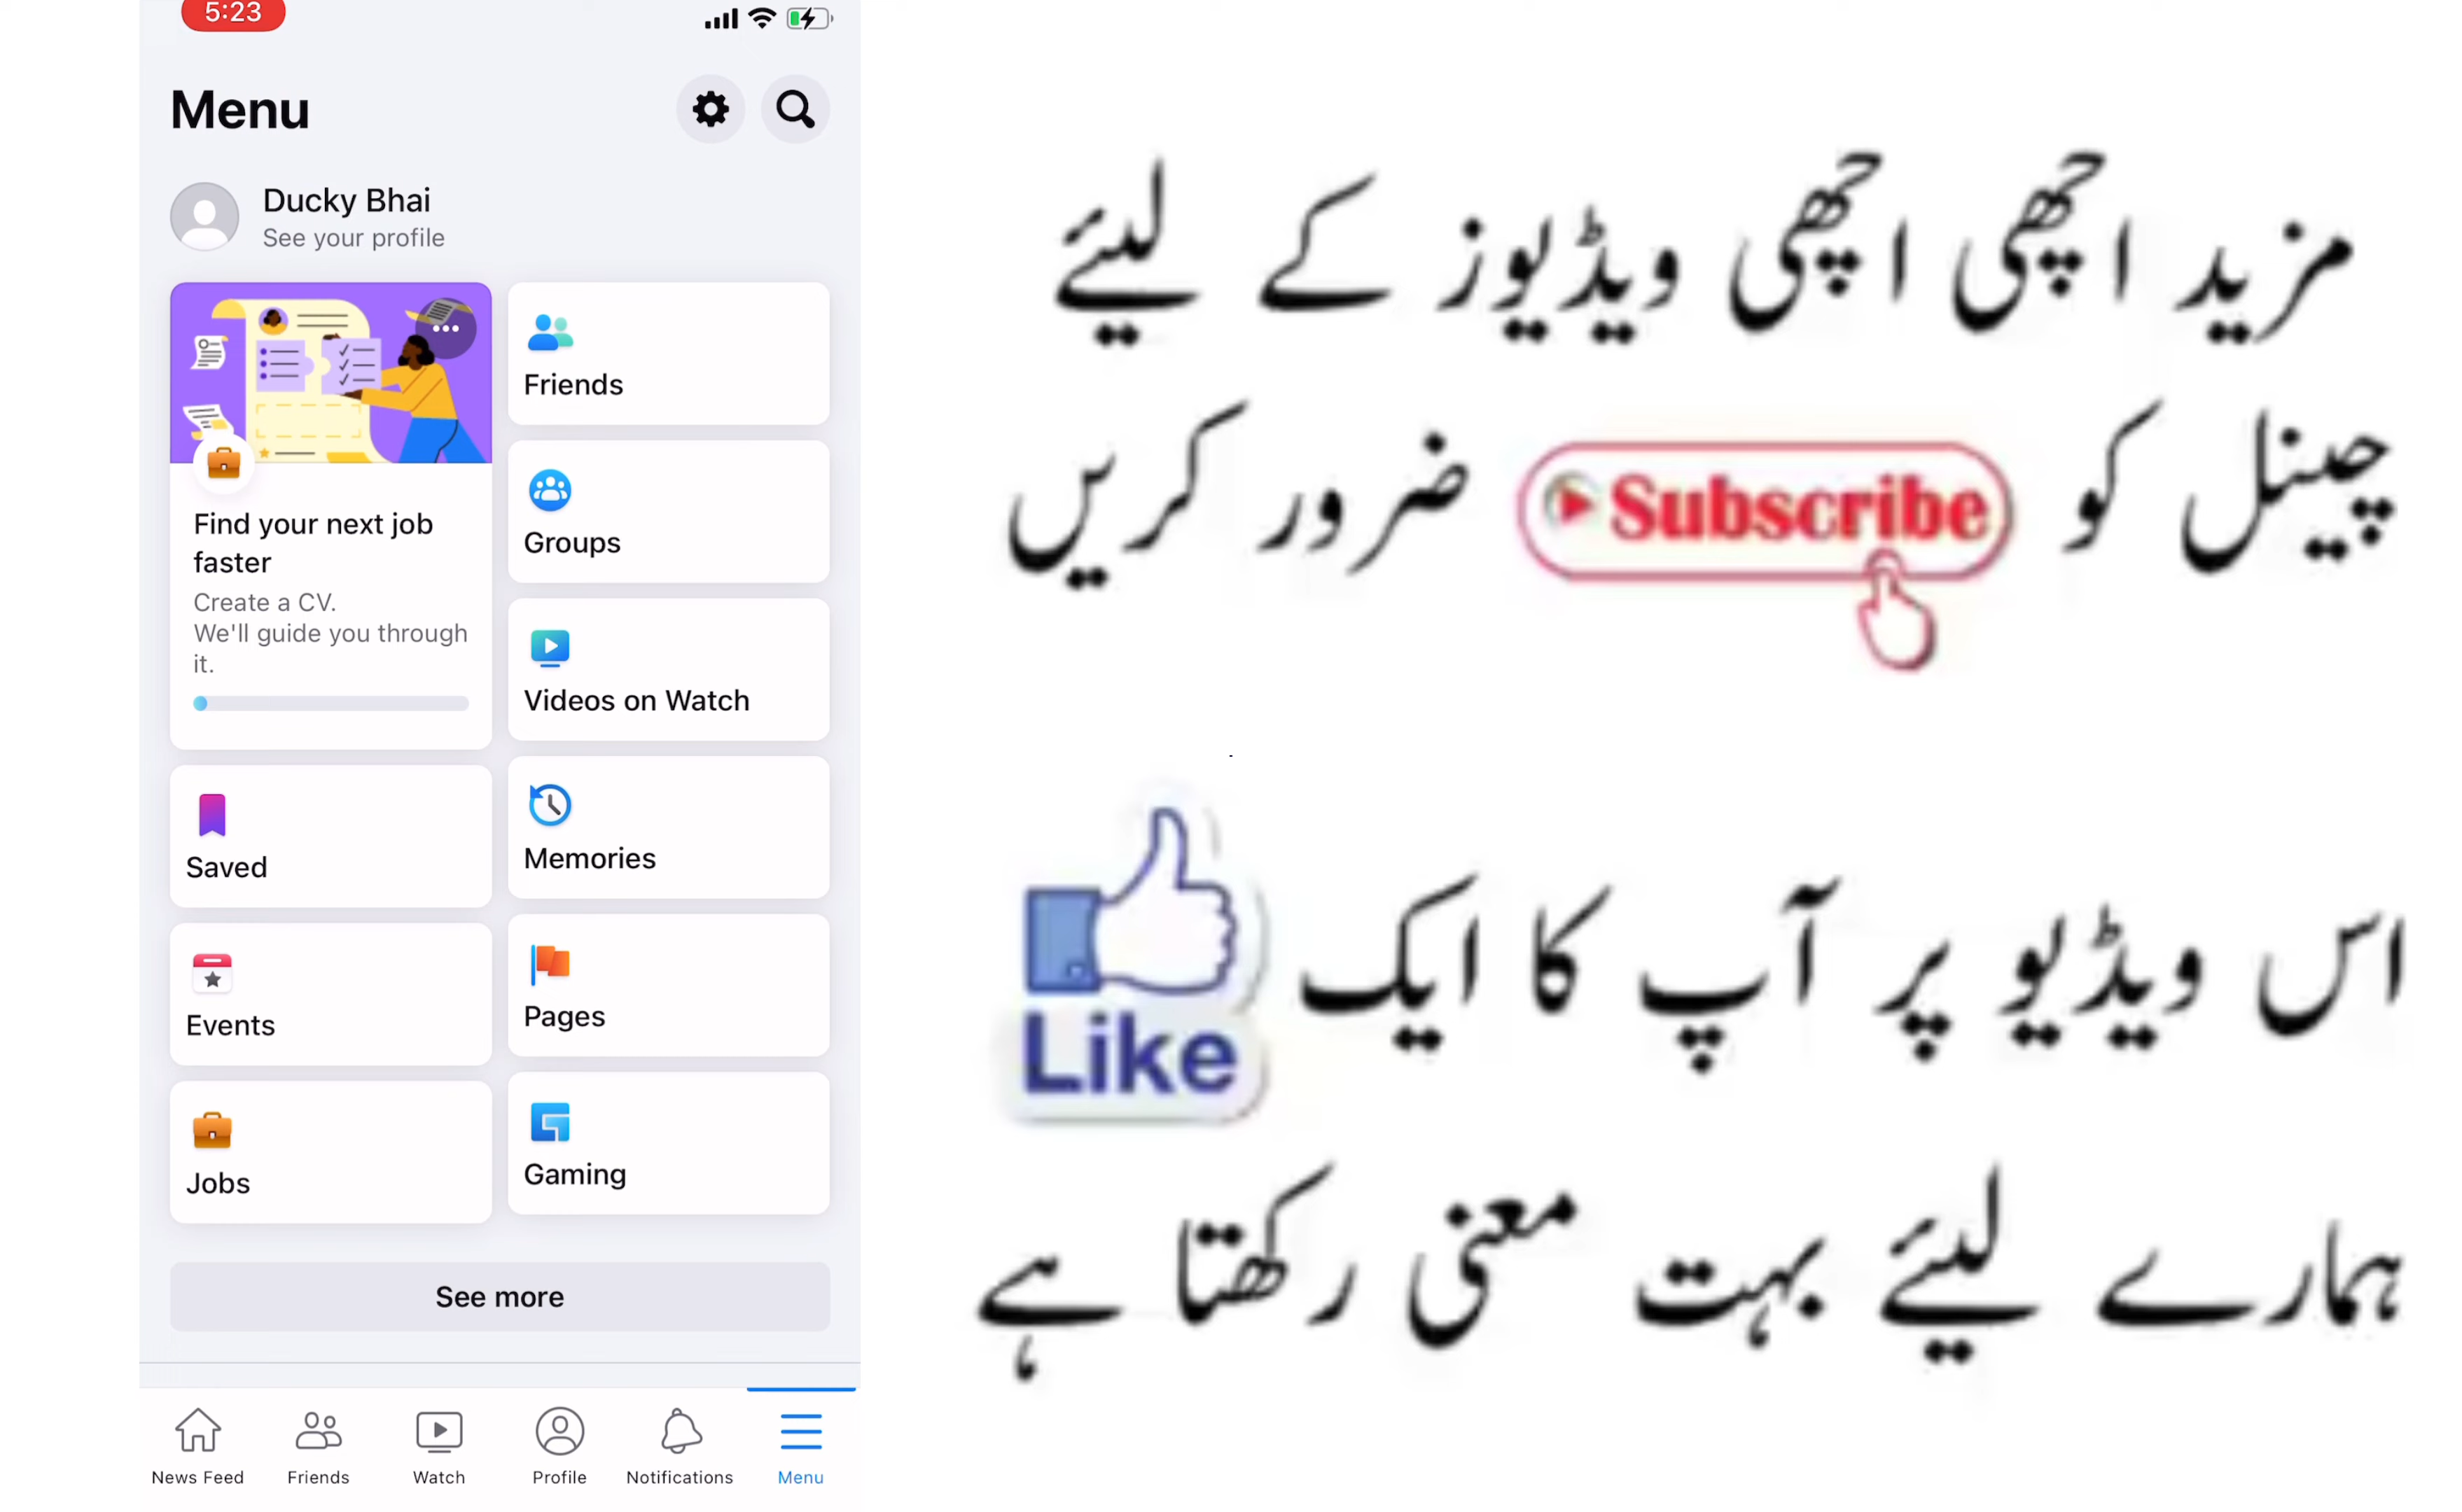 5:23
Menu
Ducky Bhai
See your profile
Find your next job
faster
Create a CV.
We'll guide you through
it.
Friends
Groups
Videos on Watch
Saved
Memories
Events
Pages
Jobs
Gaming
See more
News Feed
Friends
Watch
Profile
Notifications
Menu
مزید اچھی اچھی ویڈیوز کے لیئے
چینل کو Subscribe ضرور کریں
اس ویڈیو پر آپ کا ایک Like
ہمارے لیئے بہت معنی رکھتا ہے